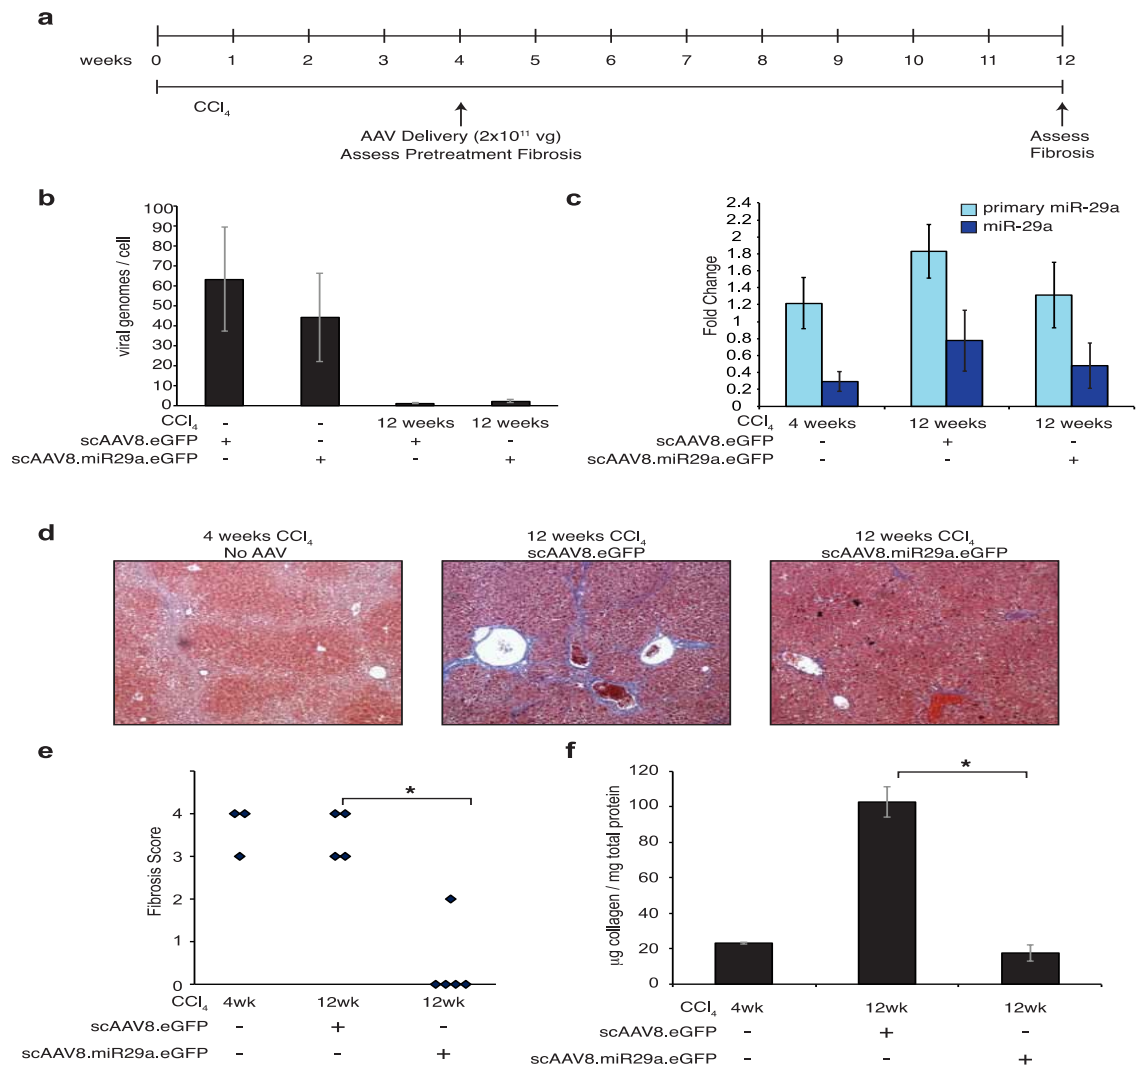 a
weeks 0 1 2 3 4 5 6 7 8 9 10 11 12
CCl4
AAV Delivery (2x10¹¹ vg)
Assess Pretreatment Fibrosis
Assess
Fibrosis
b
viral genomes / cell
100
90
80
70
60
50
40
30
20
10
0
CCl4 - - 12 weeks 12 weeks
scAAV8.eGFP + - + -
scAAV8.miR29a.eGFP - + - +
c
Fold Change
2.4
2.2
2
1.8
1.6
1.4
1.2
1
0.8
0.6
0.4
0.2
0
primary miR-29a
miR-29a
CCl4 4 weeks 12 weeks 12 weeks
scAAV8.eGFP - + -
scAAV8.miR29a.eGFP - - +
d
4 weeks CCl4
No AAV
12 weeks CCl4
scAAV8.eGFP
12 weeks CCl4
scAAV8.miR29a.eGFP
e
Fibrosis Score
4
3
2
1
0
*
CCl4 4wk 12wk 12wk
scAAV8.eGFP - + -
scAAV8.miR29a.eGFP - - +
f
µg collagen / mg total protein
120
100
80
60
40
20
0
*
CCl4 4wk 12wk 12wk
scAAV8.eGFP - + -
scAAV8.miR29a.eGFP - - +